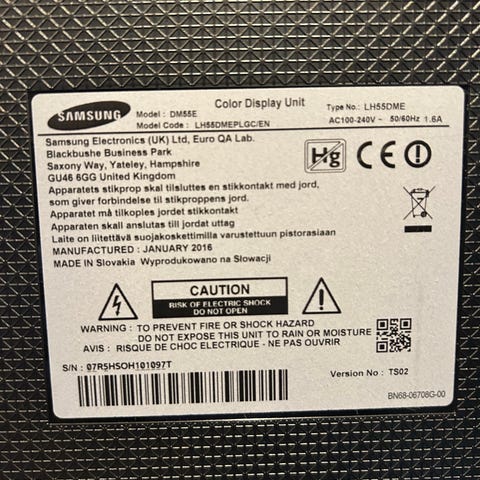 SAMSUNG
Color Display Unit
Model : DM55E
Type No.: LH55DME
Model Code : LH55DMEPLGC/EN
AC100-240V~ 50/60Hz 1.6A
Samsung Electronics (UK) Ltd, Euro QA Lab.
Blackbushe Business Park
Saxony Way, Yateley, Hampshire
GU46 6GG United Kingdom
Hg
CE
Apparatets stikprop skal tilsluttes en stikkontakt med jord,
som giver forbindelse til stikproppens jord.
Apparatet må tilkoples jordet stikkontakt
Apparaten skall anslutas till jordat uttag
Laite on liitettävä suojakoskettimilla varustettuun pistorasiaan
MANUFACTURED : JANUARY 2016
MADE IN Slovakia Wyprodukowano na Słowacji
CAUTION
RISK OF ELECTRIC SHOCK
DO NOT OPEN
WARNING : TO PREVENT FIRE OR SHOCK HAZARD
DO NOT EXPOSE THIS UNIT TO RAIN OR MOISTURE
AVIS : RISQUE DE CHOC ELECTRIQUE - NE PAS OUVRIR
S/N : 07R5HSOH101097T
Version No : TS02
BN68-06708G-00